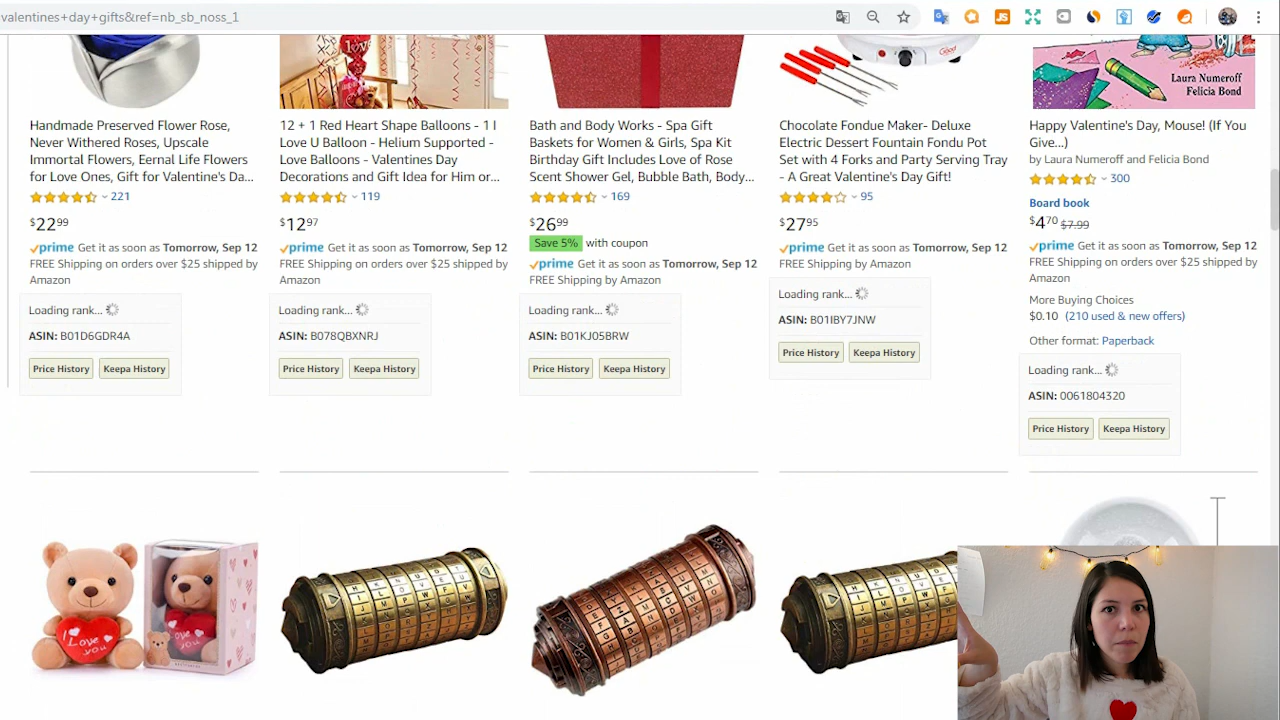 valentines+day+gifts&ref=nb_sb_noss_1
love
Laura Numeroff
Felicia Bond
Handmade Preserved Flower Rose,
Never Withered Roses, Upscale
Immortal Flowers, Eernal Life Flowers
for Love Ones, Gift for Valentine's Da...
221
$22 99
prime Get it as soon as Tomorrow, Sep 12
FREE Shipping on orders over $25 shipped by
Amazon
Loading rank...
ASIN: B01D6GDR4A
Price History
Keepa History
12 + 1 Red Heart Shape Balloons - 1 I
Love U Balloon - Helium Supported -
Love Balloons - Valentines Day
Decorations and Gift Idea for Him or...
119
$12 97
prime Get it as soon as Tomorrow, Sep 12
FREE Shipping on orders over $25 shipped by
Amazon
Loading rank...
ASIN: B078QBXNRJ
Price History
Keepa History
Bath and Body Works - Spa Gift
Baskets for Women & Girls, Spa Kit
Birthday Gift Includes Love of Rose
Scent Shower Gel, Bubble Bath, Body...
169
$26 99
Save 5% with coupon
prime Get it as soon as Tomorrow, Sep 12
FREE Shipping by Amazon
Loading rank...
ASIN: B01KJ05BRW
Price History
Keepa History
Chocolate Fondue Maker- Deluxe
Electric Dessert Fountain Fondu Pot
Set with 4 Forks and Party Serving Tray
- A Great Valentine's Day Gift!
95
$27 95
prime Get it as soon as Tomorrow, Sep 12
FREE Shipping by Amazon
Loading rank...
ASIN: B01IBY7JNW
Price History
Keepa History
Happy Valentine's Day, Mouse! (If You
Give...)
by Laura Numeroff and Felicia Bond
300
Board book
$4 70 $7.99
prime Get it as soon as Tomorrow, Sep 12
FREE Shipping on orders over $25 shipped by
Amazon
More Buying Choices
$0.10 (210 used & new offers)
Other format: Paperback
Loading rank...
ASIN: 0061804320
Price History
Keepa History
I Love
you